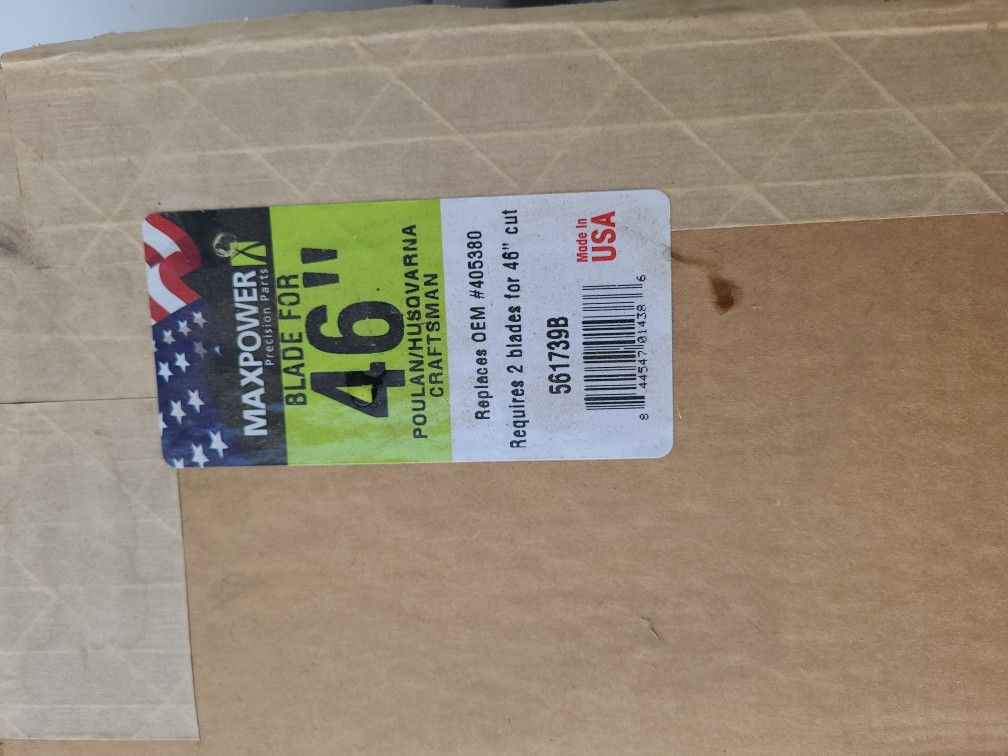 MAXPOWER
Precision Parts
BLADE FOR
46"
POULAN/HUSQVARNA
CRAFTSMAN
Replaces OEM #405380
Requires 2 blades for 46" cut
561739B
Made In
USA
8 44547 01438 6